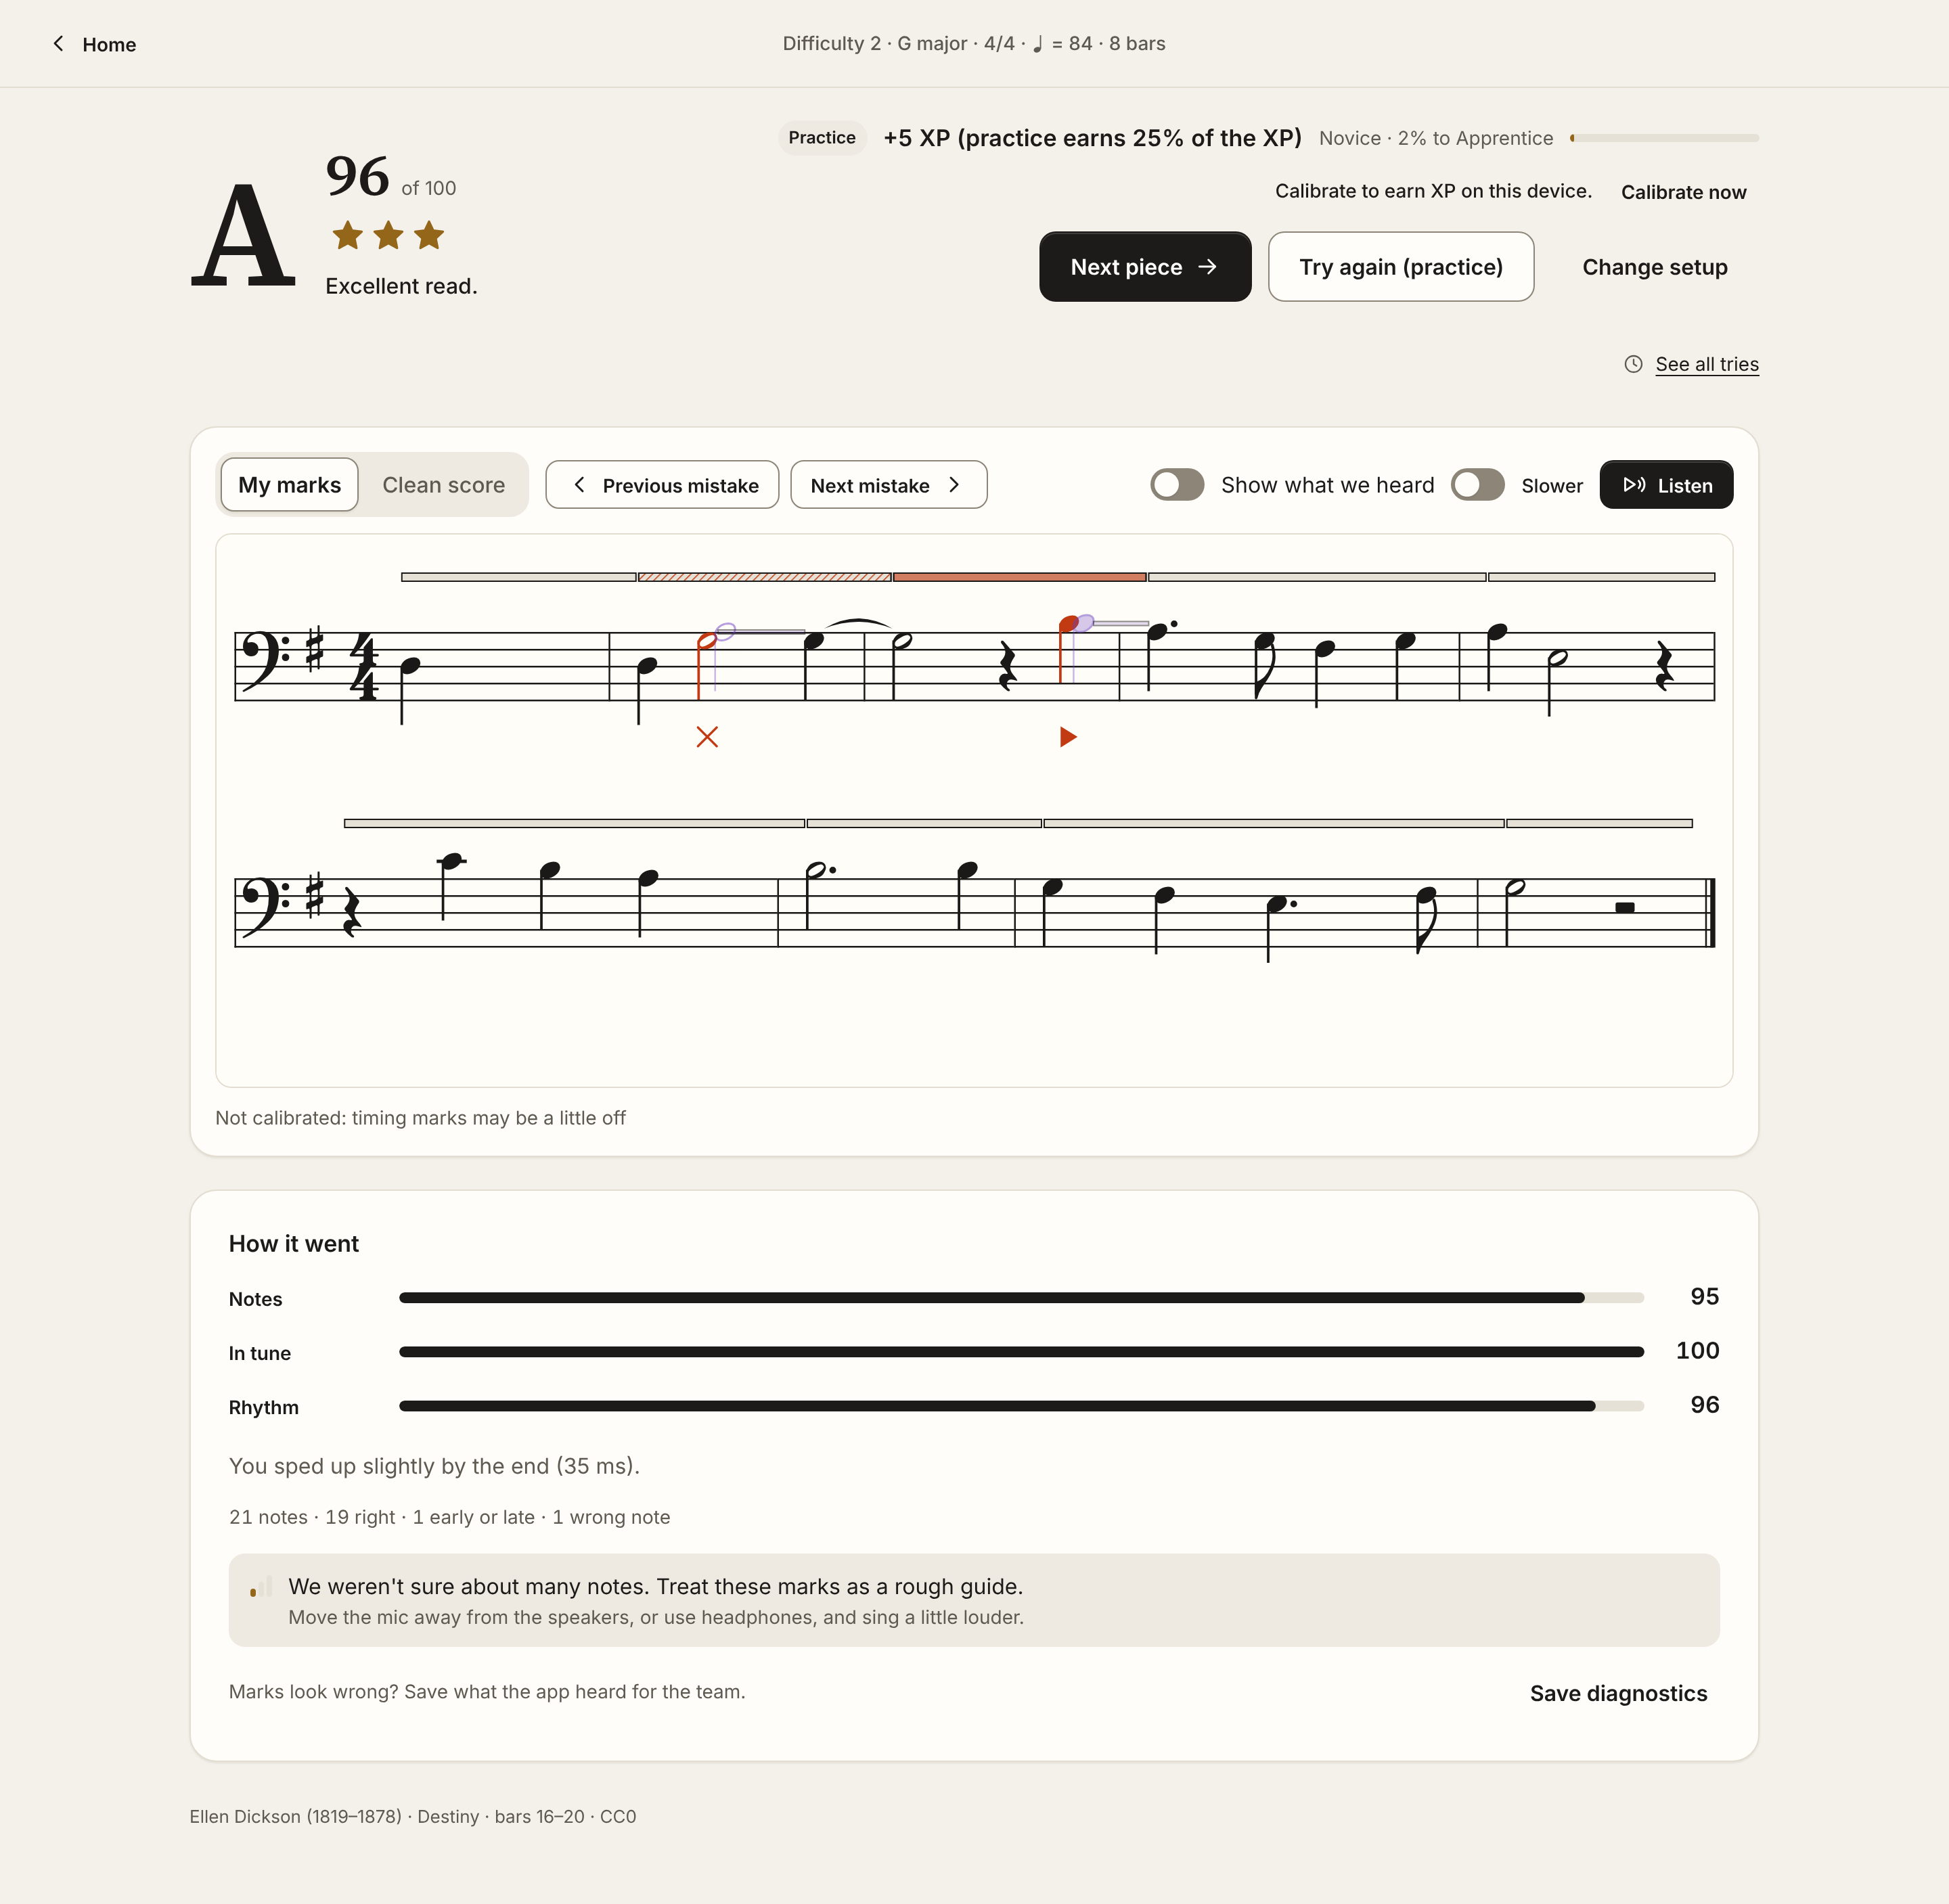 Home
Difficulty 2 · G major · 4/4 · ♩ = 84 · 8 bars
Practice +5 XP (practice earns 25% of the XP) Novice · 2% to Apprentice
A
96 of 100
Excellent read.
Calibrate to earn XP on this device. Calibrate now
Next piece Try again (practice) Change setup
See all tries
My marks Clean score Previous mistake Next mistake Show what we heard Slower Listen
4
4
Not calibrated: timing marks may be a little off
How it went
Notes 95
In tune 100
Rhythm 96
You sped up slightly by the end (35 ms).
21 notes · 19 right · 1 early or late · 1 wrong note
We weren't sure about many notes. Treat these marks as a rough guide.
Move the mic away from the speakers, or use headphones, and sing a little louder.
Marks look wrong? Save what the app heard for the team. Save diagnostics
Ellen Dickson (1819–1878) · Destiny · bars 16–20 · CC0